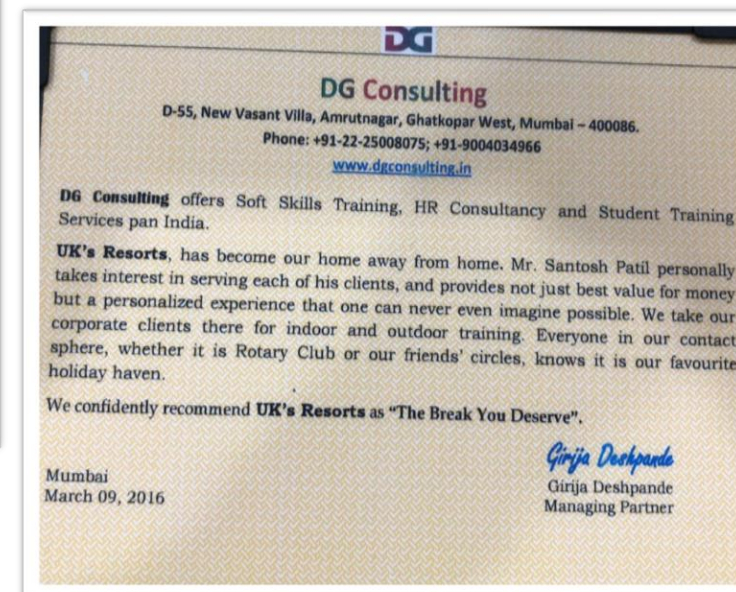 DG
DG Consulting
D-55, New Vasant Villa, Amrutnagar, Ghatkopar West, Mumbai – 400086.
Phone: +91-22-25008075; +91-9004034966
www.dgconsulting.in
DG Consulting offers Soft Skills Training, HR Consultancy and Student Training
Services pan India.
UK's Resorts, has become our home away from home. Mr. Santosh Patil personally
takes interest in serving each of his clients, and provides not just best value for money
but a personalized experience that one can never even imagine possible. We take our
corporate clients there for indoor and outdoor training. Everyone in our contact
sphere, whether it is Rotary Club or our friends' circles, knows it is our favourite
holiday haven.
We confidently recommend UK's Resorts as "The Break You Deserve".
Girija Deshpande
Mumbai
Girija Deshpande
March 09, 2016
Managing Partner